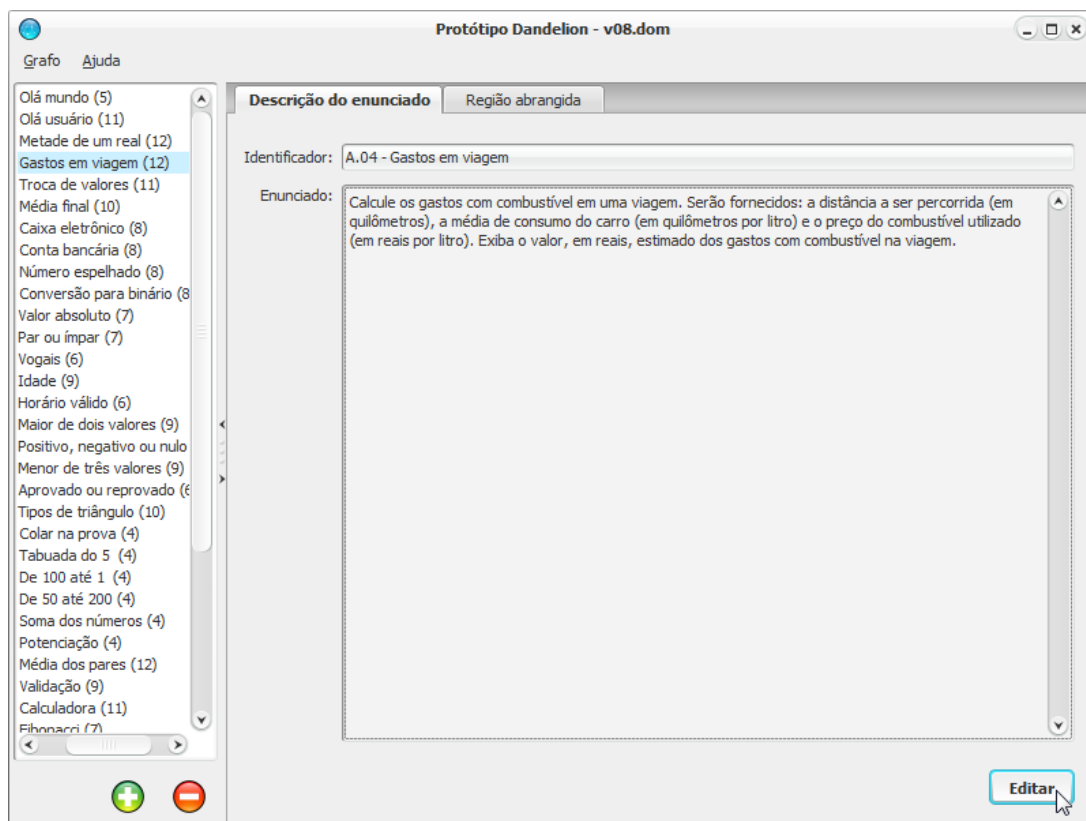 Protótipo Dandelion - v08.dom
Grafo Ajuda
Olá mundo (5)
Olá usuário (11)
Metade de um real (12)
Gastos em viagem (12)
Troca de valores (11)
Média final (10)
Caixa eletrônico (8)
Conta bancária (8)
Número espelhado (8)
Conversão para binário (8
Valor absoluto (7)
Par ou ímpar (7)
Vogais (6)
Idade (9)
Horário válido (6)
Maior de dois valores (9)
Positivo, negativo ou nulo
Menor de três valores (9)
Aprovado ou reprovado (6
Tipos de triângulo (10)
Colar na prova (4)
Tabuada do 5 (4)
De 100 até 1 (4)
De 50 até 200 (4)
Soma dos números (4)
Potenciação (4)
Média dos pares (12)
Validação (9)
Calculadora (11)
Fibonacci (7)
Descrição do enunciado Região abrangida
Identificador: A.04 - Gastos em viagem
Enunciado: Calcule os gastos com combustível em uma viagem. Serão fornecidos: a distância a ser percorrida (em
quilômetros), a média de consumo do carro (em quilômetros por litro) e o preço do combustível utilizado
(em reais por litro). Exiba o valor, em reais, estimado dos gastos com combustível na viagem.
Editar